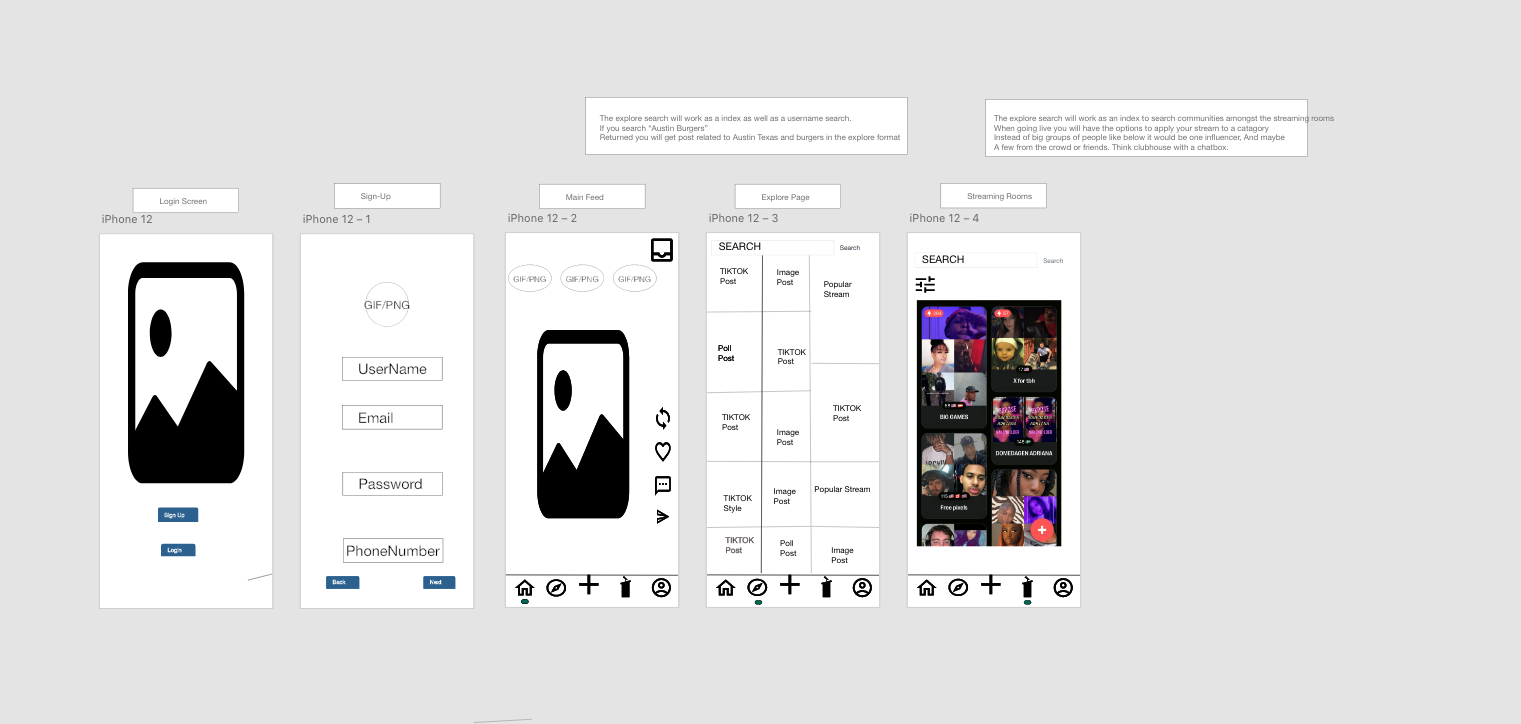 The explore search will work as a index as well as a username search.
If you search “Austin Burgers”
Returned you will get post related to Austin Texas and burgers in the explore format
The explore search will work as an index to search communities amongst the streaming rooms
When going live you will have the options to apply your stream to a catagory
Instead of big groups of people like below it would be one influencer, And maybe
A few from the crowd or friends. Think clubhouse with a chatbox.
Login Screen
Sign-Up
Main Feed
Explore Page
Streaming Rooms
iPhone 12
iPhone 12 – 1
iPhone 12 – 2
iPhone 12 – 3
iPhone 12 – 4
Sign Up
Login
GIF/PNG
UserName
Email
Password
PhoneNumber
Back
Next
GIF/PNG
GIF/PNG
GIF/PNG
SEARCH
Search
TIKTOK
Post
Image
Post
Popular
Stream
Poll
Post
TIKTOK
Post
TIKTOK
Post
Image
Post
TIKTOK
Post
TIKTOK
Style
Image
Post
Popular Stream
TIKTOK
Post
Poll
Post
Image
Post
SEARCH
Search
BIG GAMES
X for tbh
DOMEDAGEN ADRIANA
Free pixels